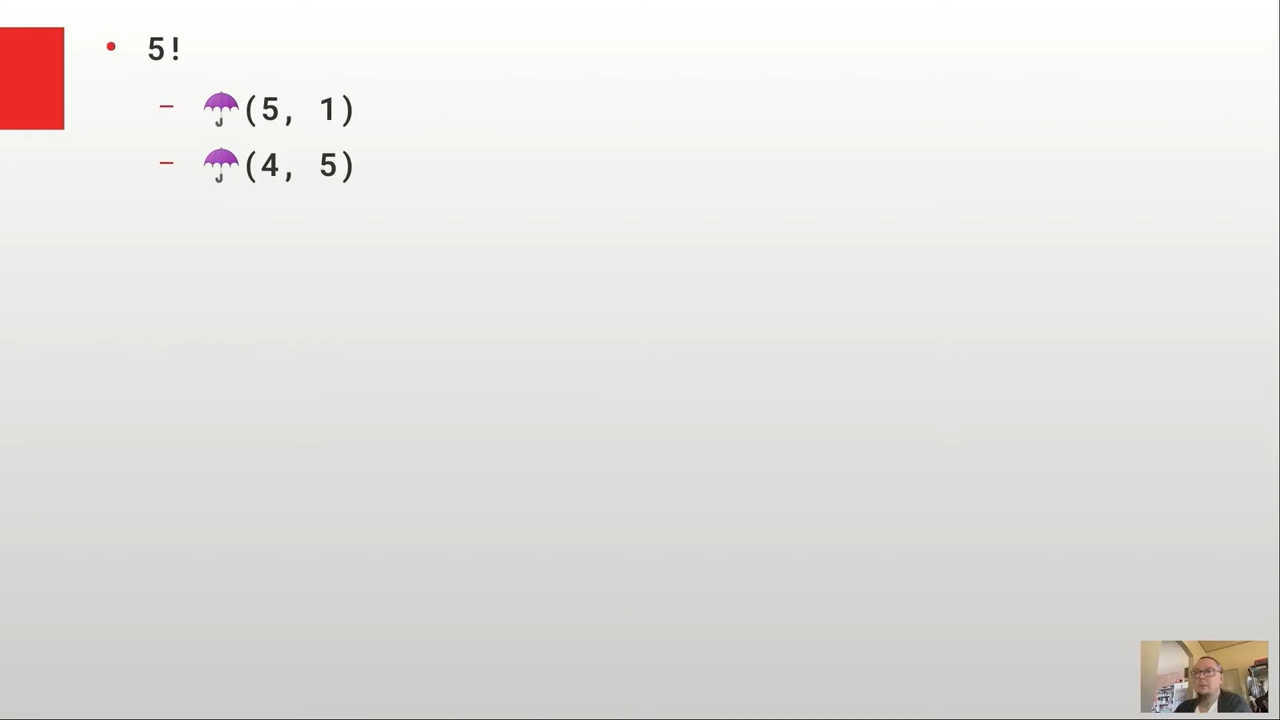 • 5!
– ☂(5, 1)
– ☂(4, 5)